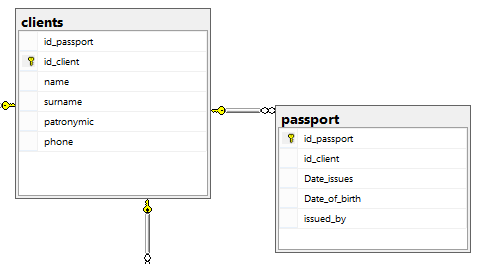 clients
id_passport
id_client
name
surname
patronymic
phone
passport
id_passport
id_client
Date_issues
Date_of_birth
issued_by